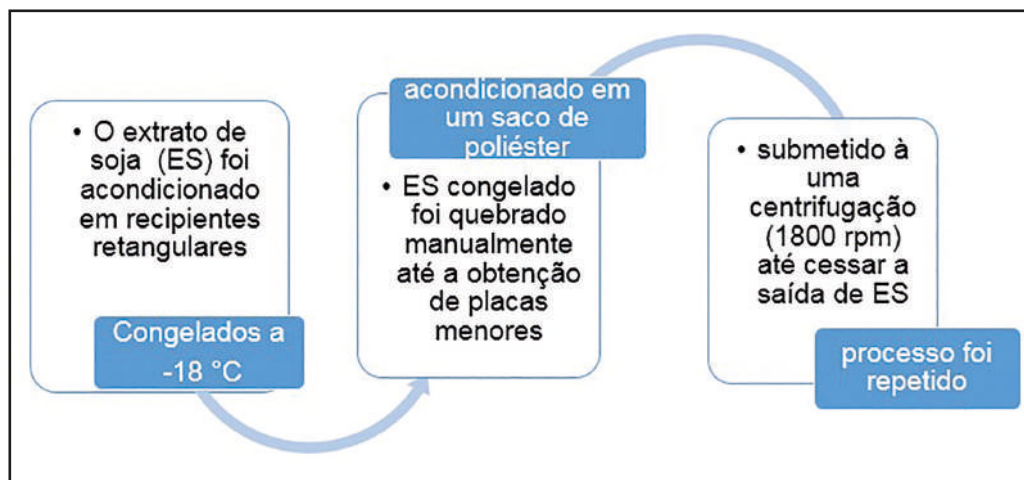 • O extrato de
soja (ES) foi
acondicionado
em recipientes
retangulares
Congelados a
-18 °C
acondicionado em
um saco de
poliéster
• ES congelado
foi quebrado
manualmente
até a obtenção
de placas
menores
• submetido à
uma
centrifugação
(1800 rpm)
até cessar a
saída de ES
processo foi
repetido